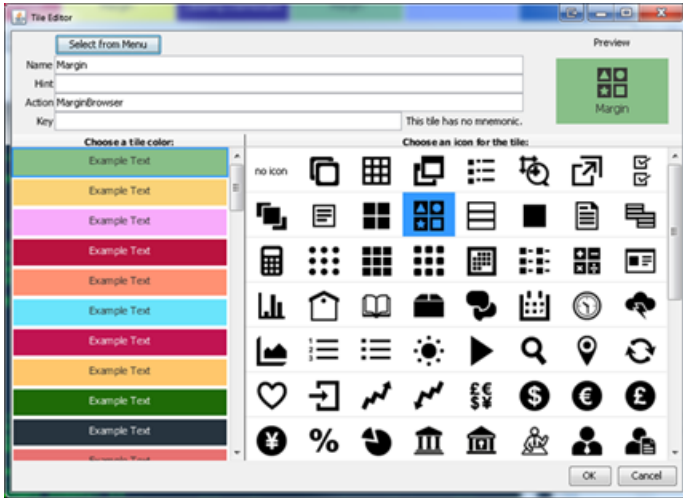 Tile Editor
Select from Menu
Preview
Name Margin
Hint
Action MarginBrowser
Margin
Key
This tile has no mnemonic.
Choose a tile color:
Choose an icon for the tile:
Example Text
no icon
Example Text
Example Text
Example Text
Example Text
Example Text
Example Text
Example Text
Example Text
Example Text
Example Text
OK
Cancel